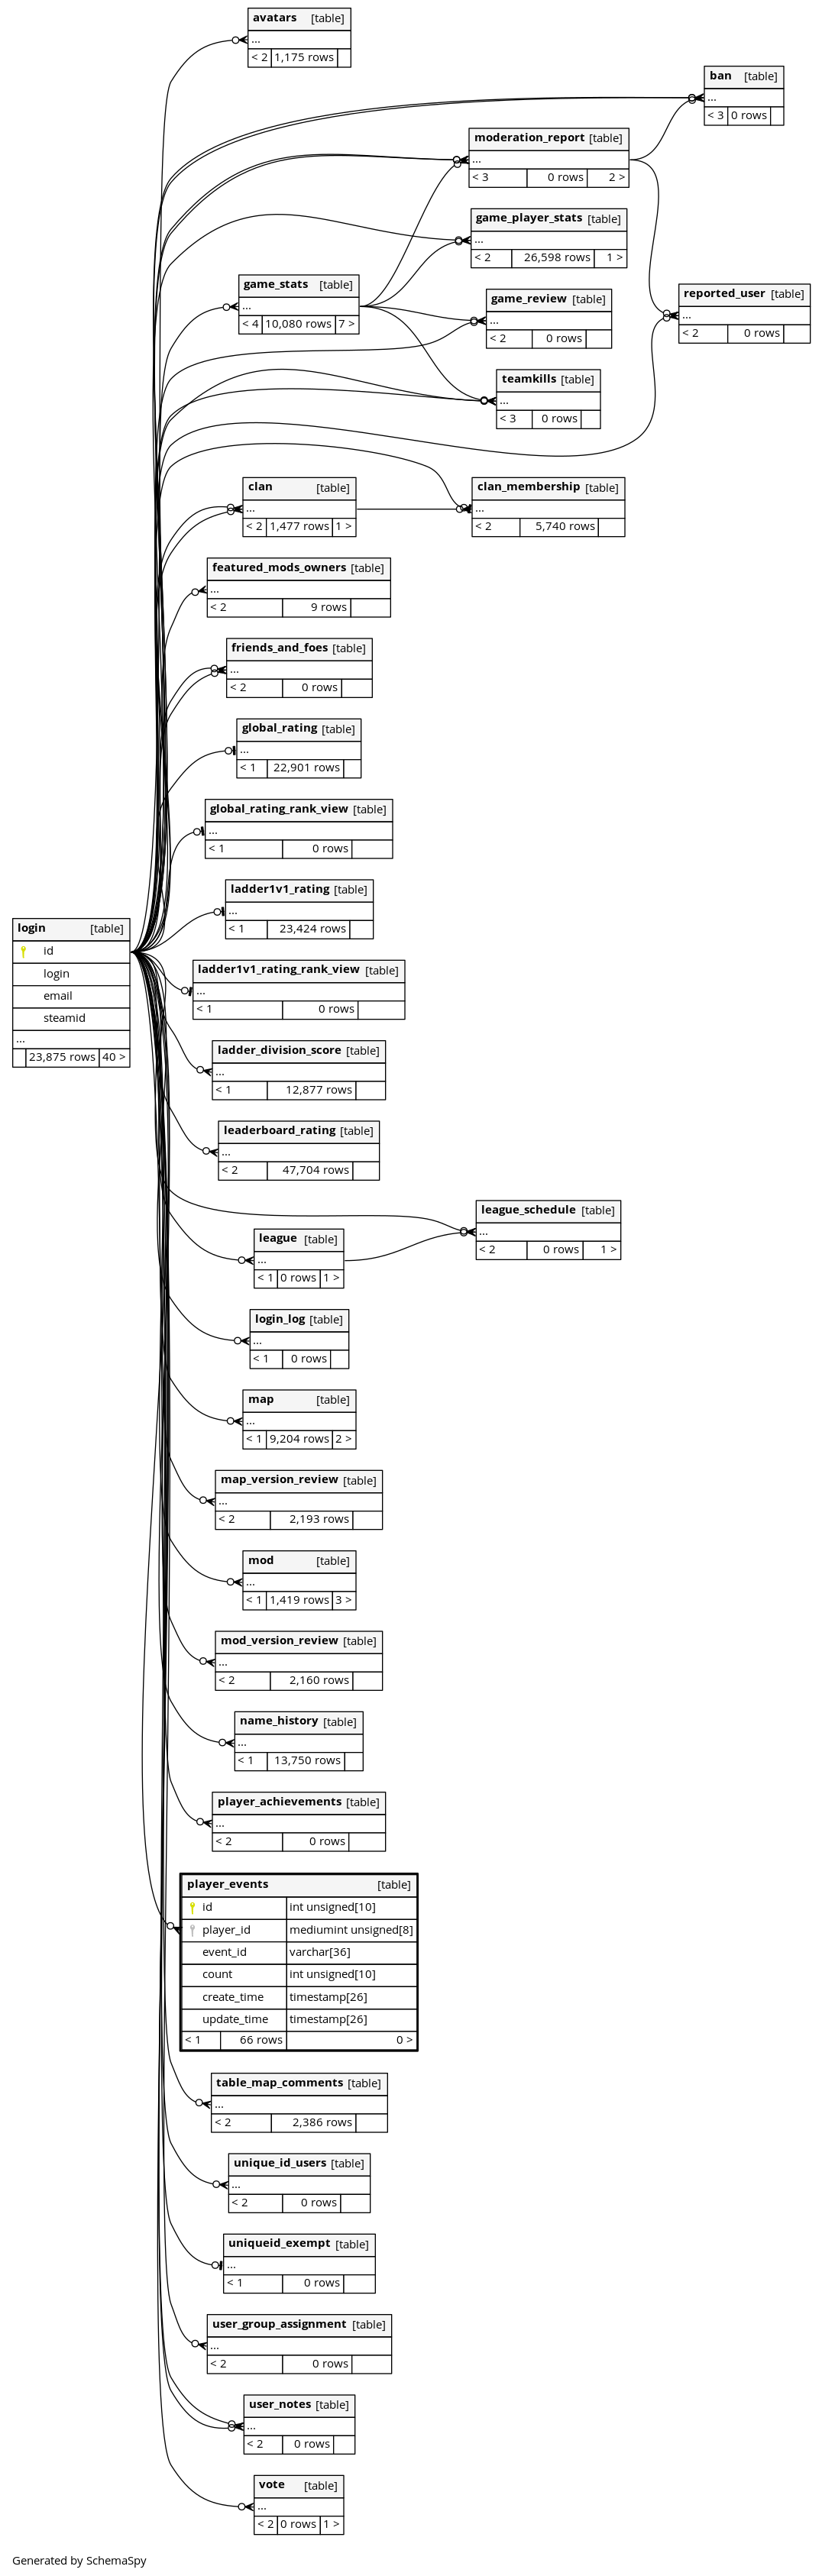 avatars [table]
...
< 2 1,175 rows
ban [table]
...
< 3 0 rows
moderation_report [table]
...
< 3 0 rows 2 >
game_player_stats [table]
...
< 2 26,598 rows 1 >
game_stats [table]
...
< 4 10,080 rows 7 >
reported_user [table]
...
< 2 0 rows
game_review [table]
...
< 2 0 rows
teamkills [table]
...
< 3 0 rows
clan [table]
...
< 2 1,477 rows 1 >
clan_membership [table]
...
< 2 5,740 rows
featured_mods_owners [table]
...
< 2 9 rows
friends_and_foes [table]
...
< 2 0 rows
global_rating [table]
...
< 1 22,901 rows
global_rating_rank_view [table]
...
< 1 0 rows
ladder1v1_rating [table]
...
< 1 23,424 rows
login [table]
id
login
email
steamid
...
23,875 rows 40 >
ladder1v1_rating_rank_view [table]
...
< 1 0 rows
ladder_division_score [table]
...
< 1 12,877 rows
leaderboard_rating [table]
...
< 2 47,704 rows
league_schedule [table]
...
< 2 0 rows 1 >
league [table]
...
< 1 0 rows 1 >
login_log [table]
...
< 1 0 rows
map [table]
...
< 1 9,204 rows 2 >
map_version_review [table]
...
< 2 2,193 rows
mod [table]
...
< 1 1,419 rows 3 >
mod_version_review [table]
...
< 2 2,160 rows
name_history [table]
...
< 1 13,750 rows
player_achievements [table]
...
< 2 0 rows
player_events [table]
id int unsigned[10]
player_id mediumint unsigned[8]
event_id varchar[36]
count int unsigned[10]
create_time timestamp[26]
update_time timestamp[26]
< 1 66 rows 0 >
table_map_comments [table]
...
< 2 2,386 rows
unique_id_users [table]
...
< 2 0 rows
uniqueid_exempt [table]
...
< 1 0 rows
user_group_assignment [table]
...
< 2 0 rows
user_notes [table]
...
< 2 0 rows
vote [table]
...
< 2 0 rows 1 >
Generated by SchemaSpy